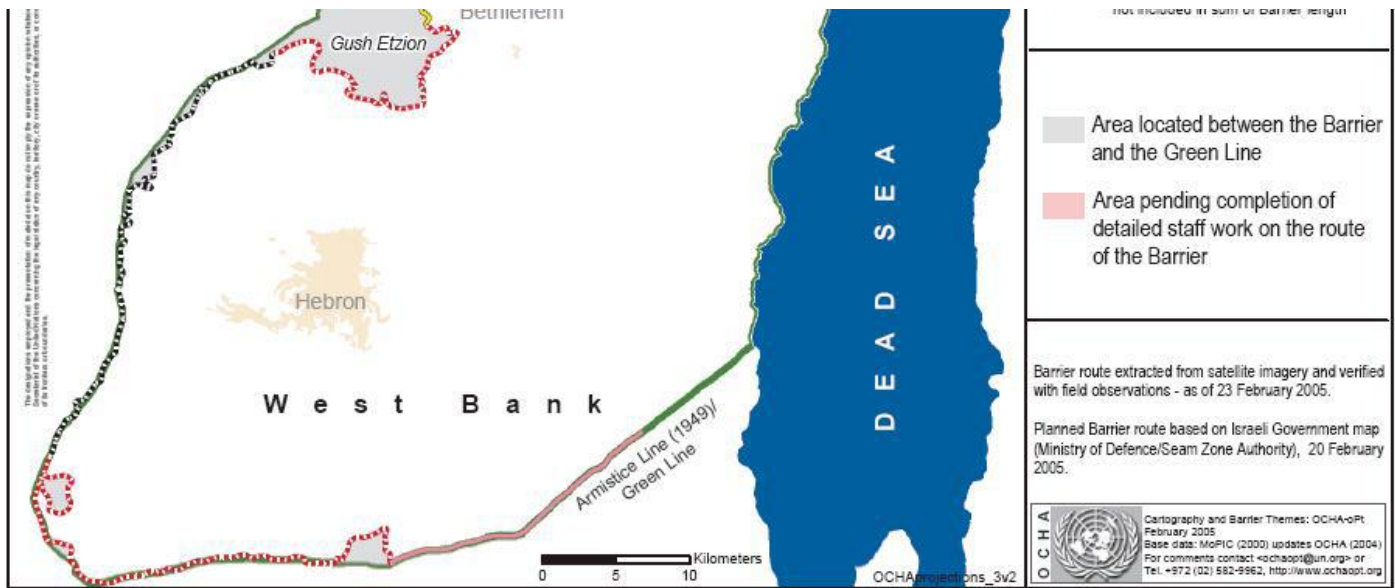 Bethlehem
not included in sum of Barrier length
Gush Etzion
Area located between the Barrier
and the Green Line
Area pending completion of
detailed staff work on the route
of the Barrier
DEAD SEA
Hebron
West Bank
Armistice Line (1949)/
Green Line
Barrier route extracted from satellite imagery and verified
with field observations - as of 23 February 2005.
Planned Barrier route based on Israeli Government map
(Ministry of Defence/Seam Zone Authority), 20 February
2005.
Kilometers
0 5 10
OCHAprojections_3v2
OCHA
Cartography and Barrier Themes: OCHA-oPt
February 2005
Base data: MoPIC (2000) updates OCHA (2004)
For comments contact <ochaopt@un.org> or
Tel. +972 (02) 582-9962, http://www.ochaopt.org